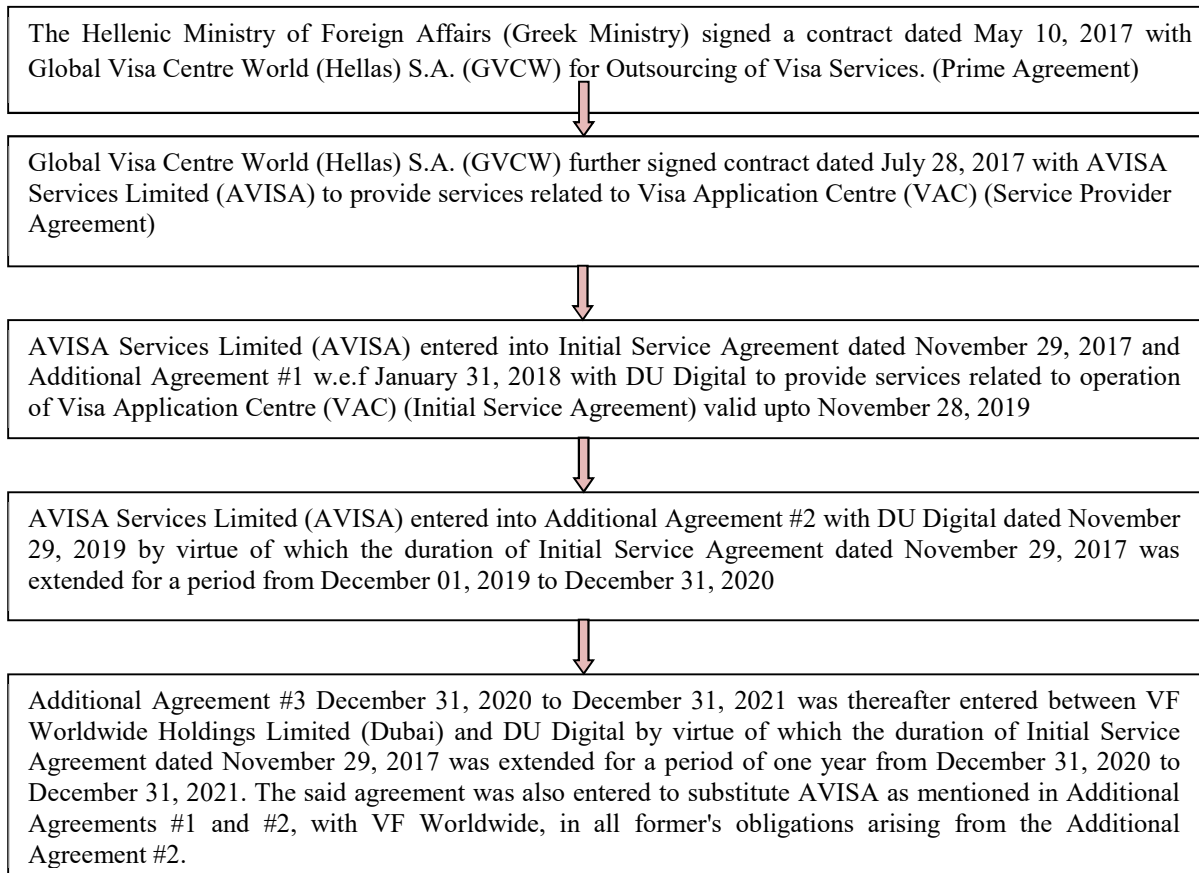 The Hellenic Ministry of Foreign Affairs (Greek Ministry) signed a contract dated May 10, 2017 with
Global Visa Centre World (Hellas) S.A. (GVCW) for Outsourcing of Visa Services. (Prime Agreement)
Global Visa Centre World (Hellas) S.A. (GVCW) further signed contract dated July 28, 2017 with AVISA
Services Limited (AVISA) to provide services related to Visa Application Centre (VAC) (Service Provider
Agreement)
AVISA Services Limited (AVISA) entered into Initial Service Agreement dated November 29, 2017 and
Additional Agreement #1 w.e.f January 31, 2018 with DU Digital to provide services related to operation
of Visa Application Centre (VAC) (Initial Service Agreement) valid upto November 28, 2019
AVISA Services Limited (AVISA) entered into Additional Agreement #2 with DU Digital dated November
29, 2019 by virtue of which the duration of Initial Service Agreement dated November 29, 2017 was
extended for a period from December 01, 2019 to December 31, 2020
Additional Agreement #3 December 31, 2020 to December 31, 2021 was thereafter entered between VF
Worldwide Holdings Limited (Dubai) and DU Digital by virtue of which the duration of Initial Service
Agreement dated November 29, 2017 was extended for a period of one year from December 31, 2020 to
December 31, 2021. The said agreement was also entered to substitute AVISA as mentioned in Additional
Agreements #1 and #2, with VF Worldwide, in all former's obligations arising from the Additional
Agreement #2.